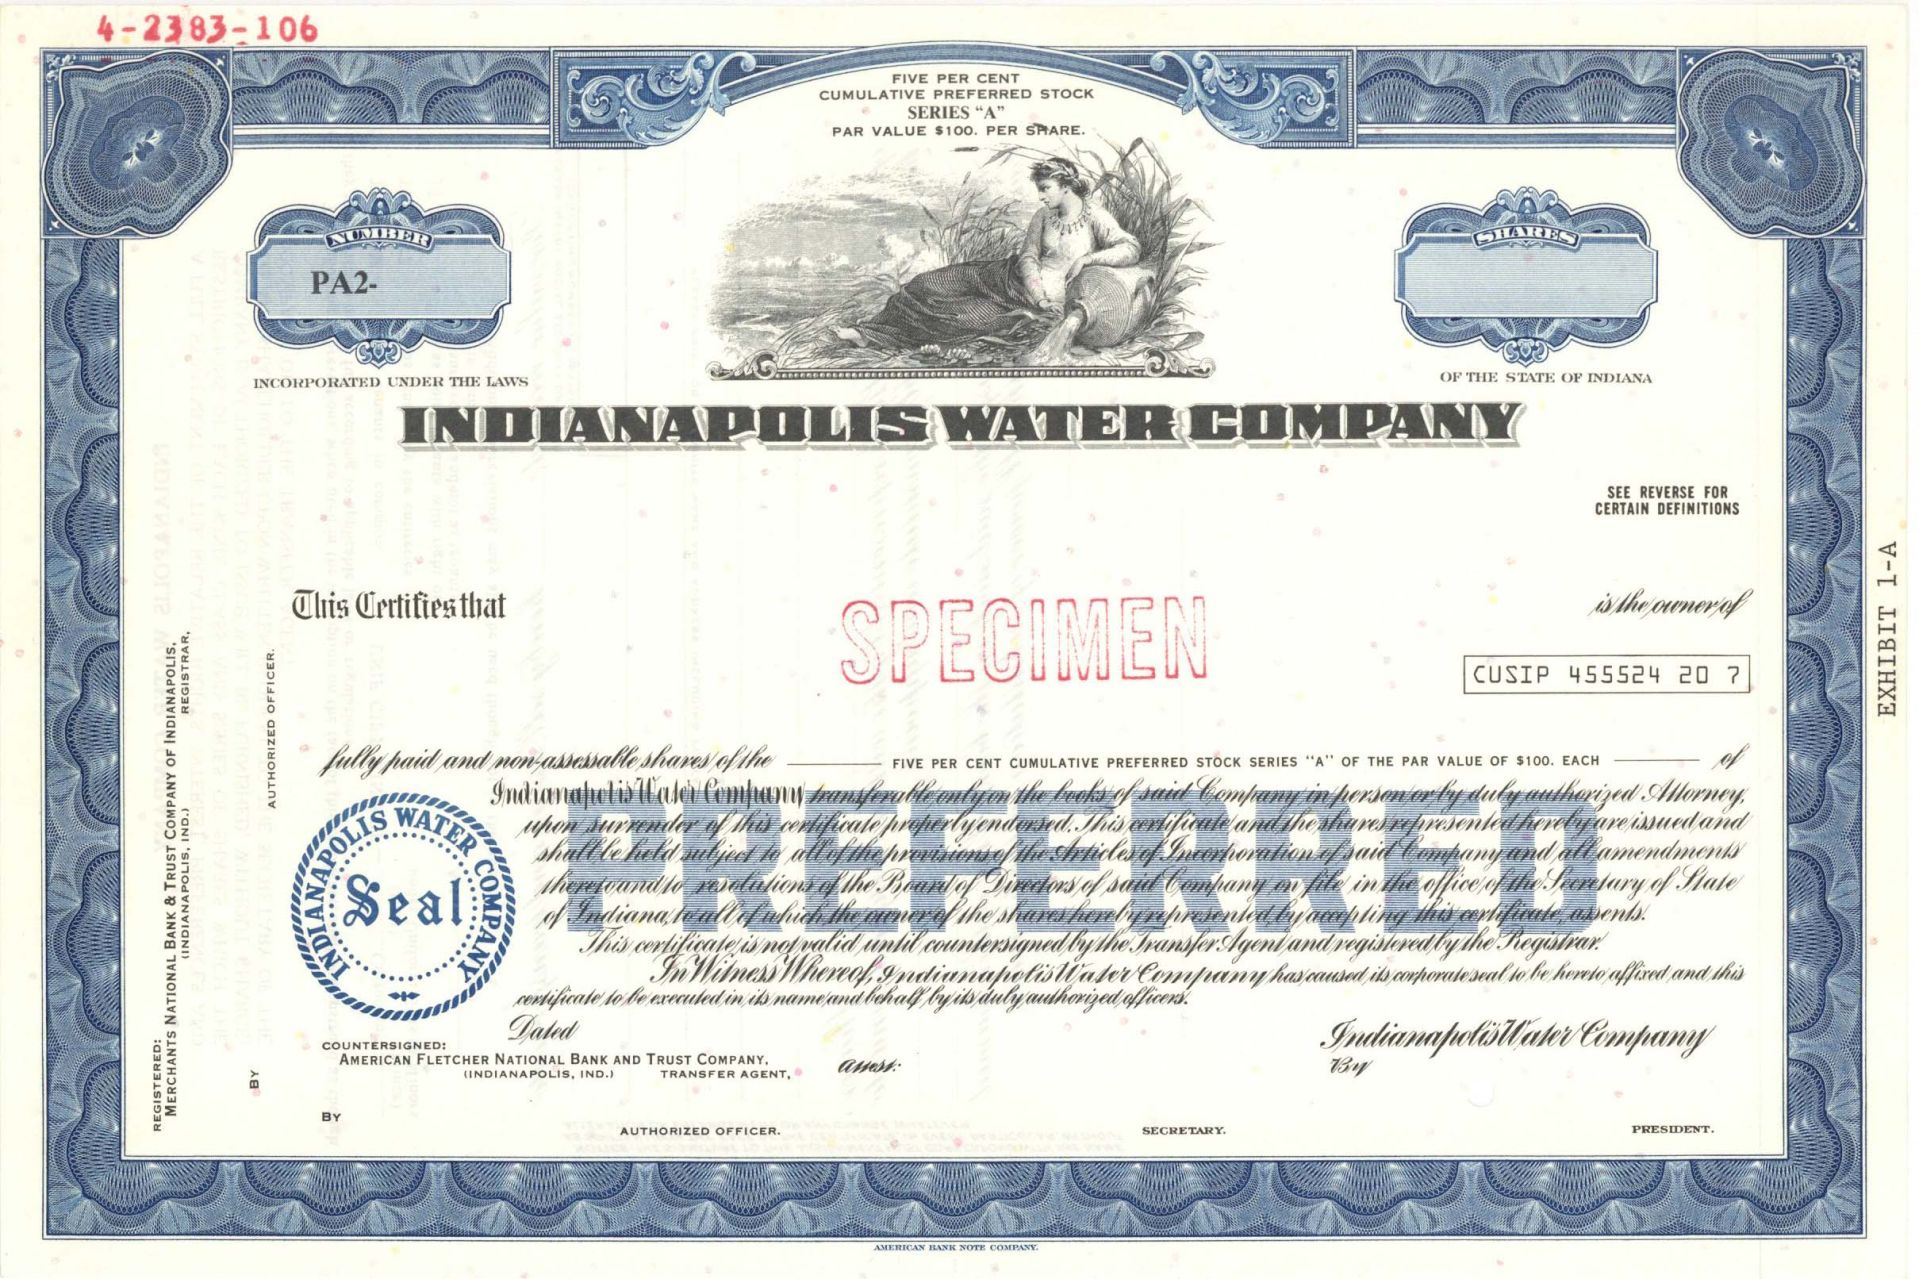 4-2383-106
FIVE PER CENT
CUMULATIVE PREFERRED STOCK
SERIES "A"
PAR VALUE $100. PER SHARE.
NUMBER
PA2-
SHARES
INCORPORATED UNDER THE LAWS
OF THE STATE OF INDIANA
INDIANAPOLIS WATER COMPANY
SEE REVERSE FOR
CERTAIN DEFINITIONS
This Certifies that
SPECIMEN
is the owner of
CUSIP 455524 20 7
fully paid and non-assessable shares of the FIVE PER CENT CUMULATIVE PREFERRED STOCK SERIES "A" OF THE PAR VALUE OF $100. EACH of
Indianapolis Water Company transferable only on the books of said Company in person or by duly authorized Attorney,
upon surrender of this certificate properly endorsed. This certificate and the shares represented hereby are issued and
shall be held subject to all of the provisions of the Articles of Incorporation of said Company and all amendments
thereto and to resolutions of the Board of Directors of said Company on file in the office of the Secretary of State
of Indiana, to all of which the owner of the shares hereby represented, by accepting this certificate, assents.
This certificate is not valid until countersigned by the Transfer Agent and registered by the Registrar.
In Witness Whereof, Indianapolis Water Company has caused its corporate seal to be hereto affixed and this
certificate to be executed in its name and behalf by its duly authorized officers.
PREFERRED
INDIANAPOLIS WATER COMPANY
Seal
Dated
Indianapolis Water Company
COUNTERSIGNED:
AMERICAN FLETCHER NATIONAL BANK AND TRUST COMPANY,
(INDIANAPOLIS, IND.) TRANSFER AGENT,
Attest:
By
BY
AUTHORIZED OFFICER.
SECRETARY.
PRESIDENT.
REGISTERED:
MERCHANTS NATIONAL BANK & TRUST COMPANY OF INDIANAPOLIS,
(INDIANAPOLIS, IND.) REGISTRAR,
BY
AUTHORIZED OFFICER.
EXHIBIT 1-A
AMERICAN BANK NOTE COMPANY.